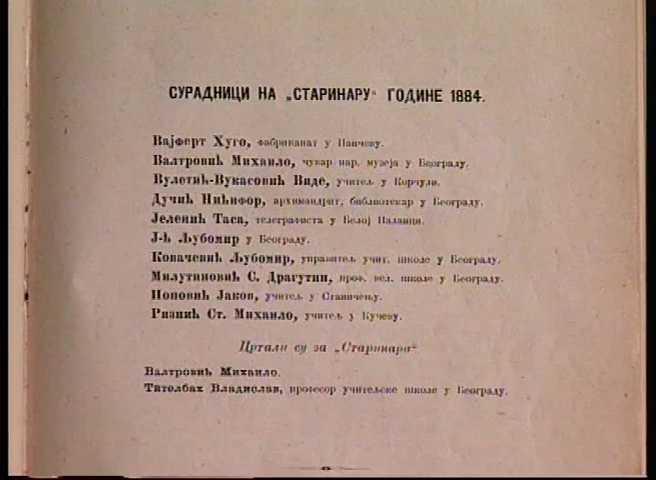 СУРАДНИЦИ НА „СТАРИНАРУ“ ГОДИНЕ 1884.
Вајферт Хуго, фабриканат у Панчеву.
Валтровић Михаило, чувар нар. музеја у Београду.
Вулетић-Вукасовић Виде, учитељ у Корчули.
Дучић Нићифор, архимандрит, библиотекар у Београду.
Јеленић Таса, телеграфиста у Белој Паланци.
Ј-ћ Љубомир у Београду.
Ковачевић Љубомир, управитељ учит. школе у Београду.
Милутиновић С. Драгутин, проф. вел. школе у Београду.
Поповић Јаков, учитељ у Станичењу.
Ризнић Ст. Михаило, учитељ у Кучеву.
Цртали су за „Старинара“
Валтровић Михаило.
Тителбах Владислав, професор учитељске школе у Београду.